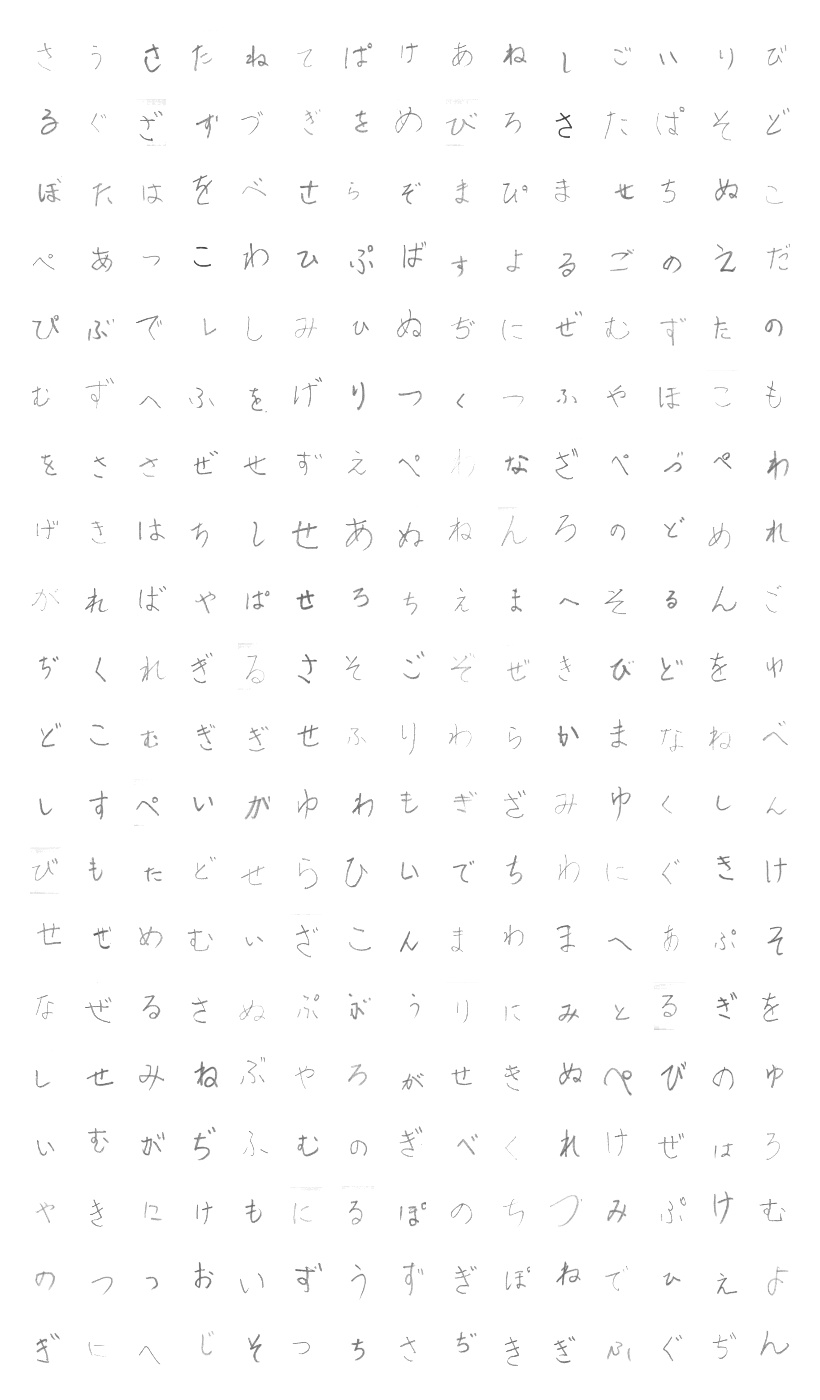 さうさたねてぱけあねしごいりび
るぐざずづぎをめびろさたぱそど
ぼたはをべせらぞまぴませちぬこ
ぺあっこわひぷばすよるごのえだ
ぴぶでレしみひぬぢにぜむずたの
むずへふをげりつくつふやほこも
をささぜせずえぺわなざぺづぺわ
げきはちしせあぬねんろのどめれ
がればやぱせろちえまへそるんご
ぢくれぎるさそごぞぜきびどをゆ
どこむぎぎせふりわらかまなねべ
しすぺいがゆわもぎざみゆくしん
びもたどせらひいでちわにぐきけ
せぜめむいざこんまわまへあぷそ
なぜるさぬぷぶうりにみとるぎを
しせみねぶやろがせきぬぺびのゆ
いむがぢふむのぎべくれけぜはろ
やきにけもにるぽのちづみぷけむ
のつつおいずうずぎぽねでひえよ
ぎにへじそつちさぢきぎふぐぢん